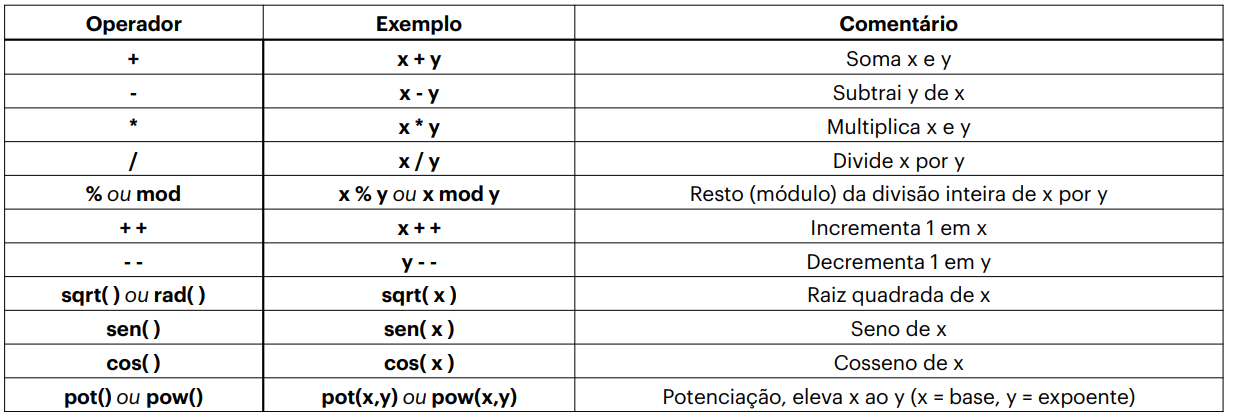 Operador Exemplo Comentário
+ x + y Soma x e y
- x - y Subtrai y de x
* x * y Multiplica x e y
/ x / y Divide x por y
% ou mod x % y ou x mod y Resto (módulo) da divisão inteira de x por y
+ + x + + Incrementa 1 em x
- - y - - Decrementa 1 em y
sqrt( ) ou rad( ) sqrt( x ) Raiz quadrada de x
sen( ) sen( x ) Seno de x
cos( ) cos( x ) Cosseno de x
pot() ou pow() pot(x,y) ou pow(x,y) Potenciação, eleva x ao y (x = base, y = expoente)